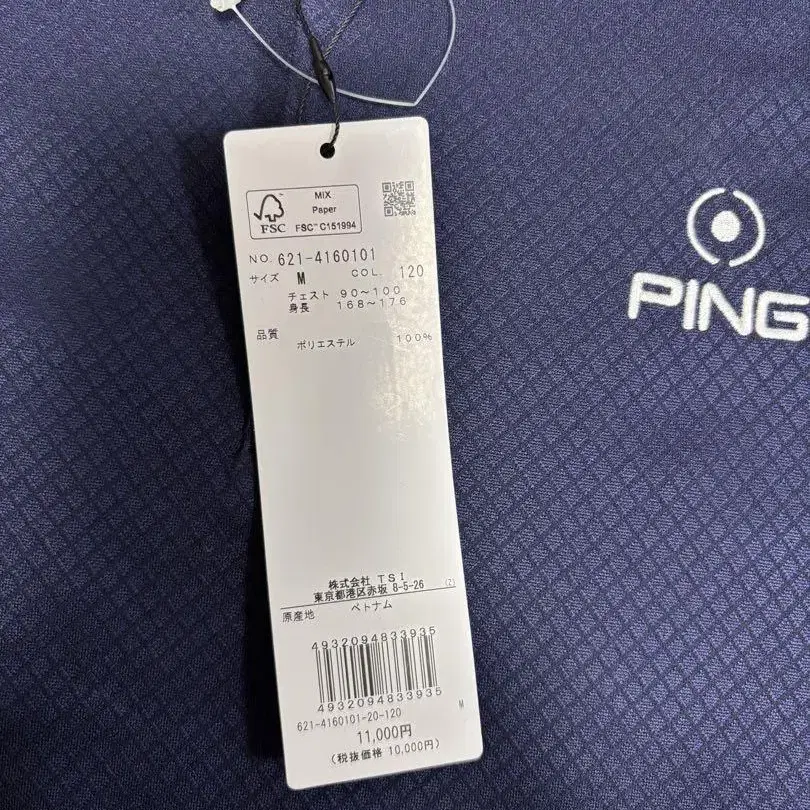 MIX
Paper
FSC™ C151994
FSC
NO. 621-4160101
サイズ M COL. 120
チェスト 90～100
身長 168～176
品質
ポリエステル 100%
株式会社 TSI
東京都港区赤坂 8-5-26 (Z)
原産地 ベトナム
4932094833935
4932094833935
621-4160101-20-120 M
11,000円
(税抜価格 10,000円)
PING